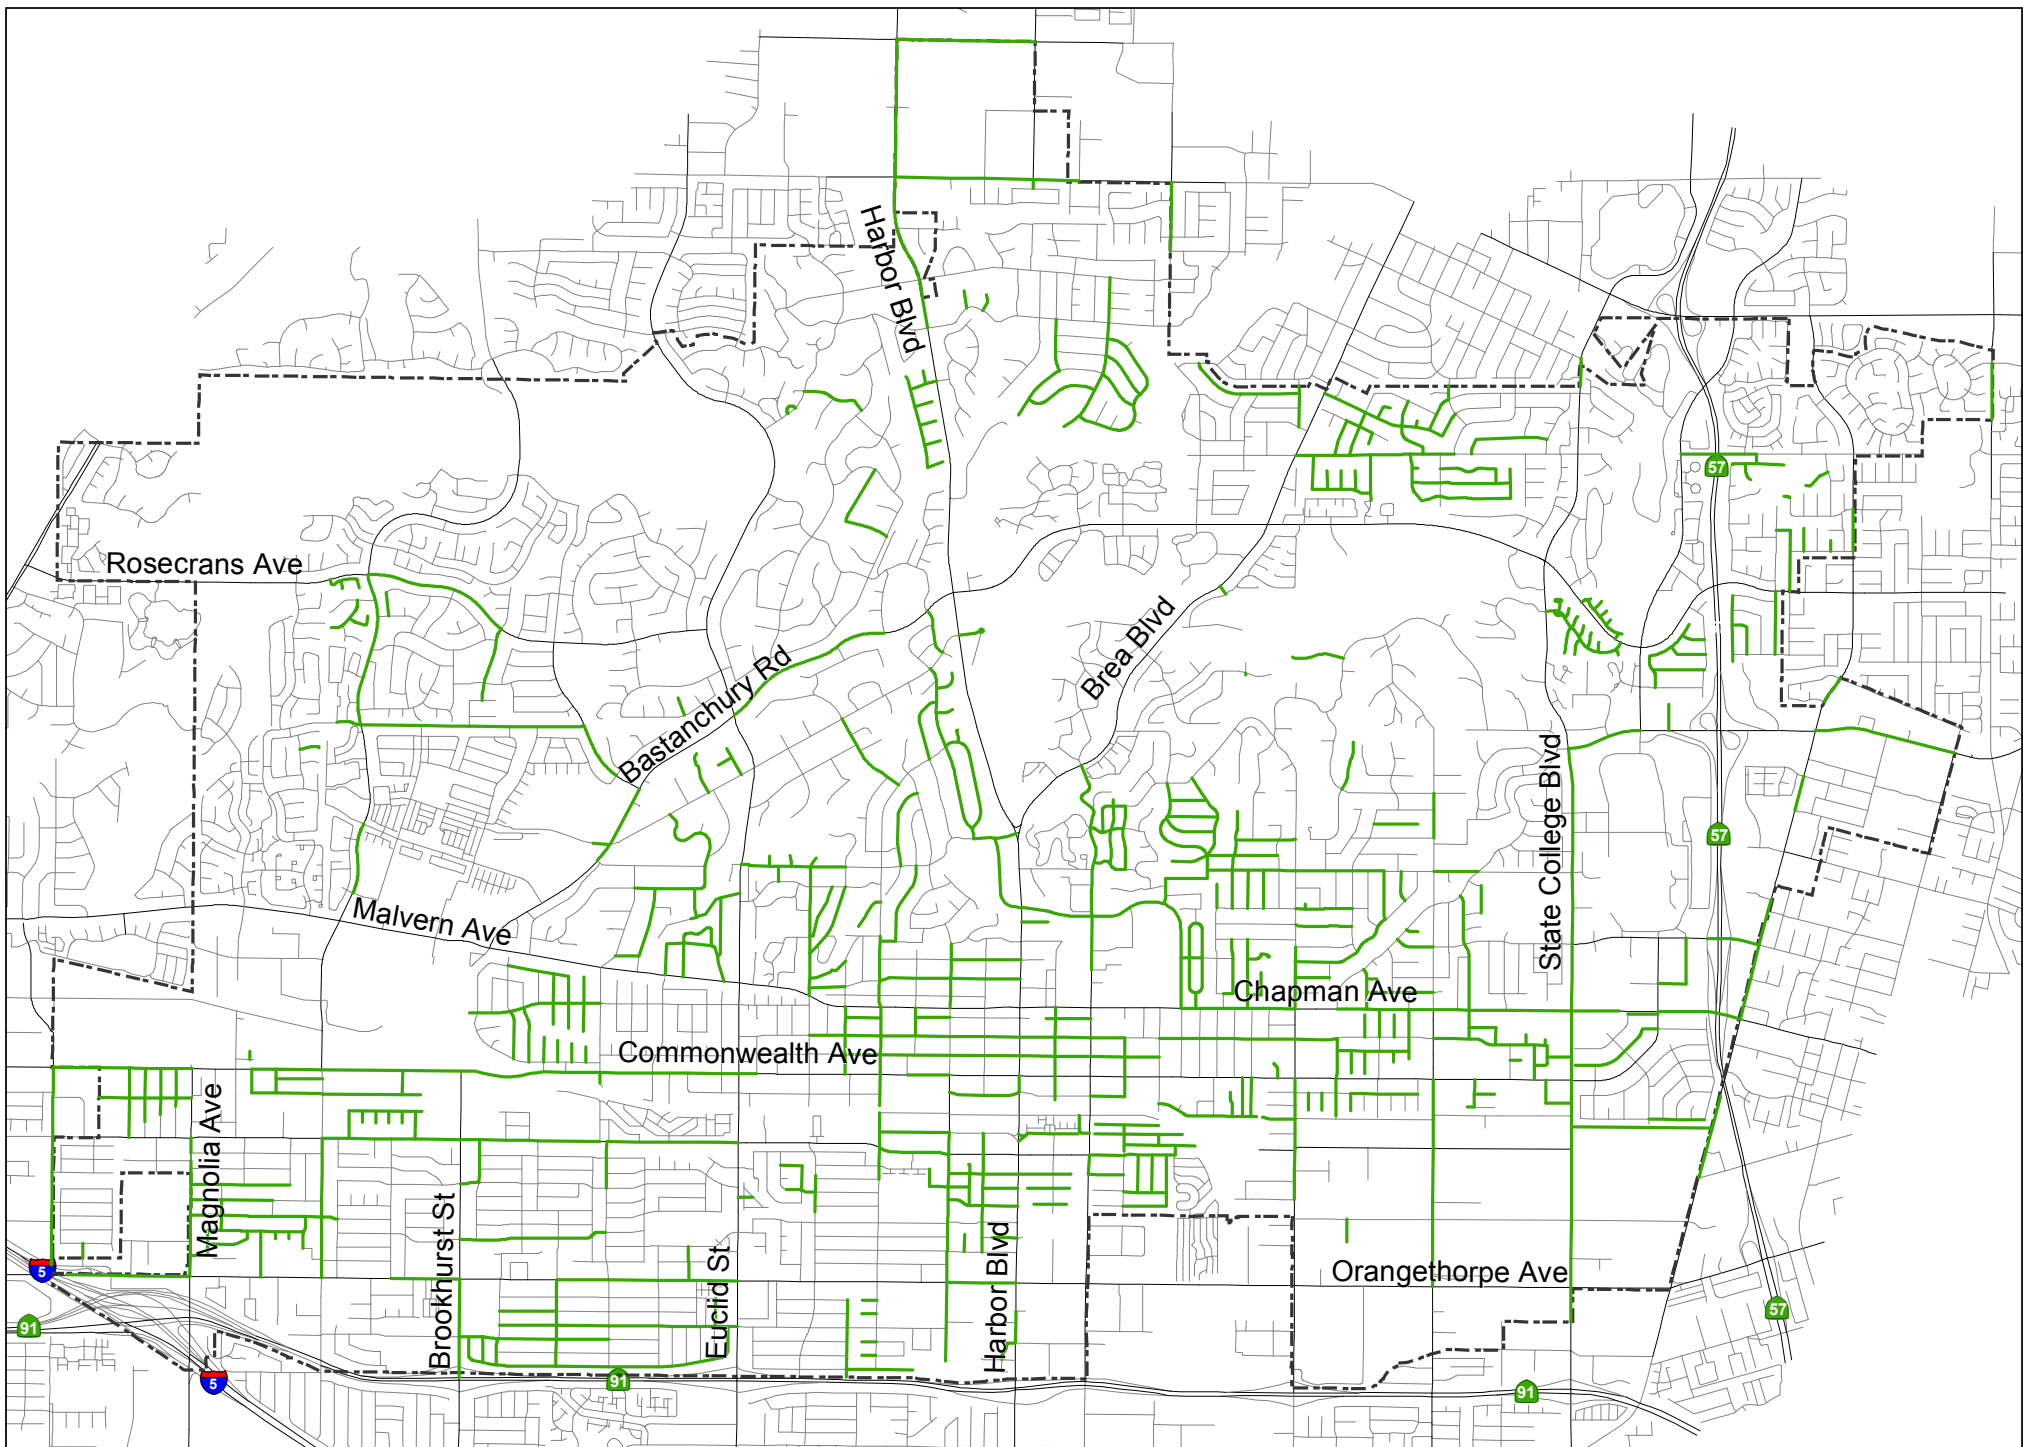 Harbor Blvd
57
Rosecrans Ave
Brea Blvd
Bastanchury Rd
State College Blvd
57
Malvern Ave
Chapman Ave
Commonwealth Ave
Magnolia Ave
Brookhurst St
Euclid St
Harbor Blvd
Orangethorpe Ave
5
57
91
5
91
91